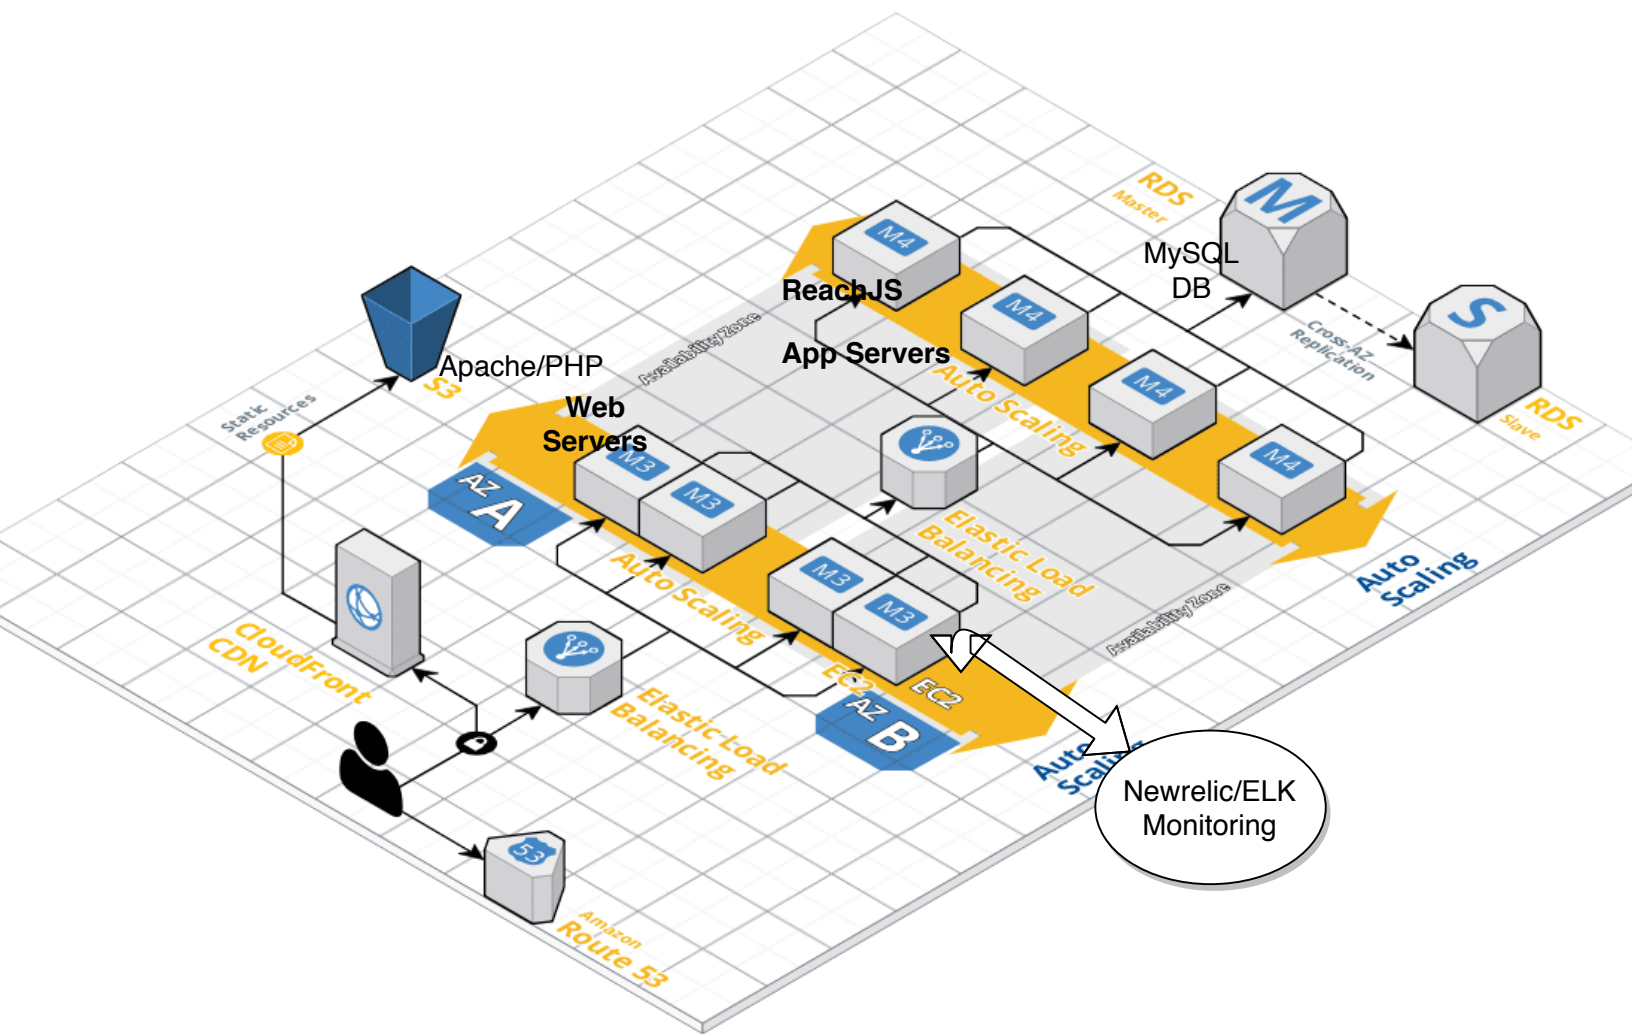 RDS
Master
M
MySQL
DB
M4
ReachJS
M4
App Servers
Auto Scaling
M4
M4
Cross-AZ
Replication
S
RDS
Slave
Availability Zone
Apache/PHP
S3
Static
Resources
Web
Servers
M3
M3
AZ A
Auto Scaling
M3
M3
Elastic Load
Balancing
Auto
Scaling
Availability Zone
CloudFront
CDN
Elastic Load
Balancing
EC2
EC2
AZ B
Auto
Scaling
Newrelic/ELK
Monitoring
53
Amazon
Route 53